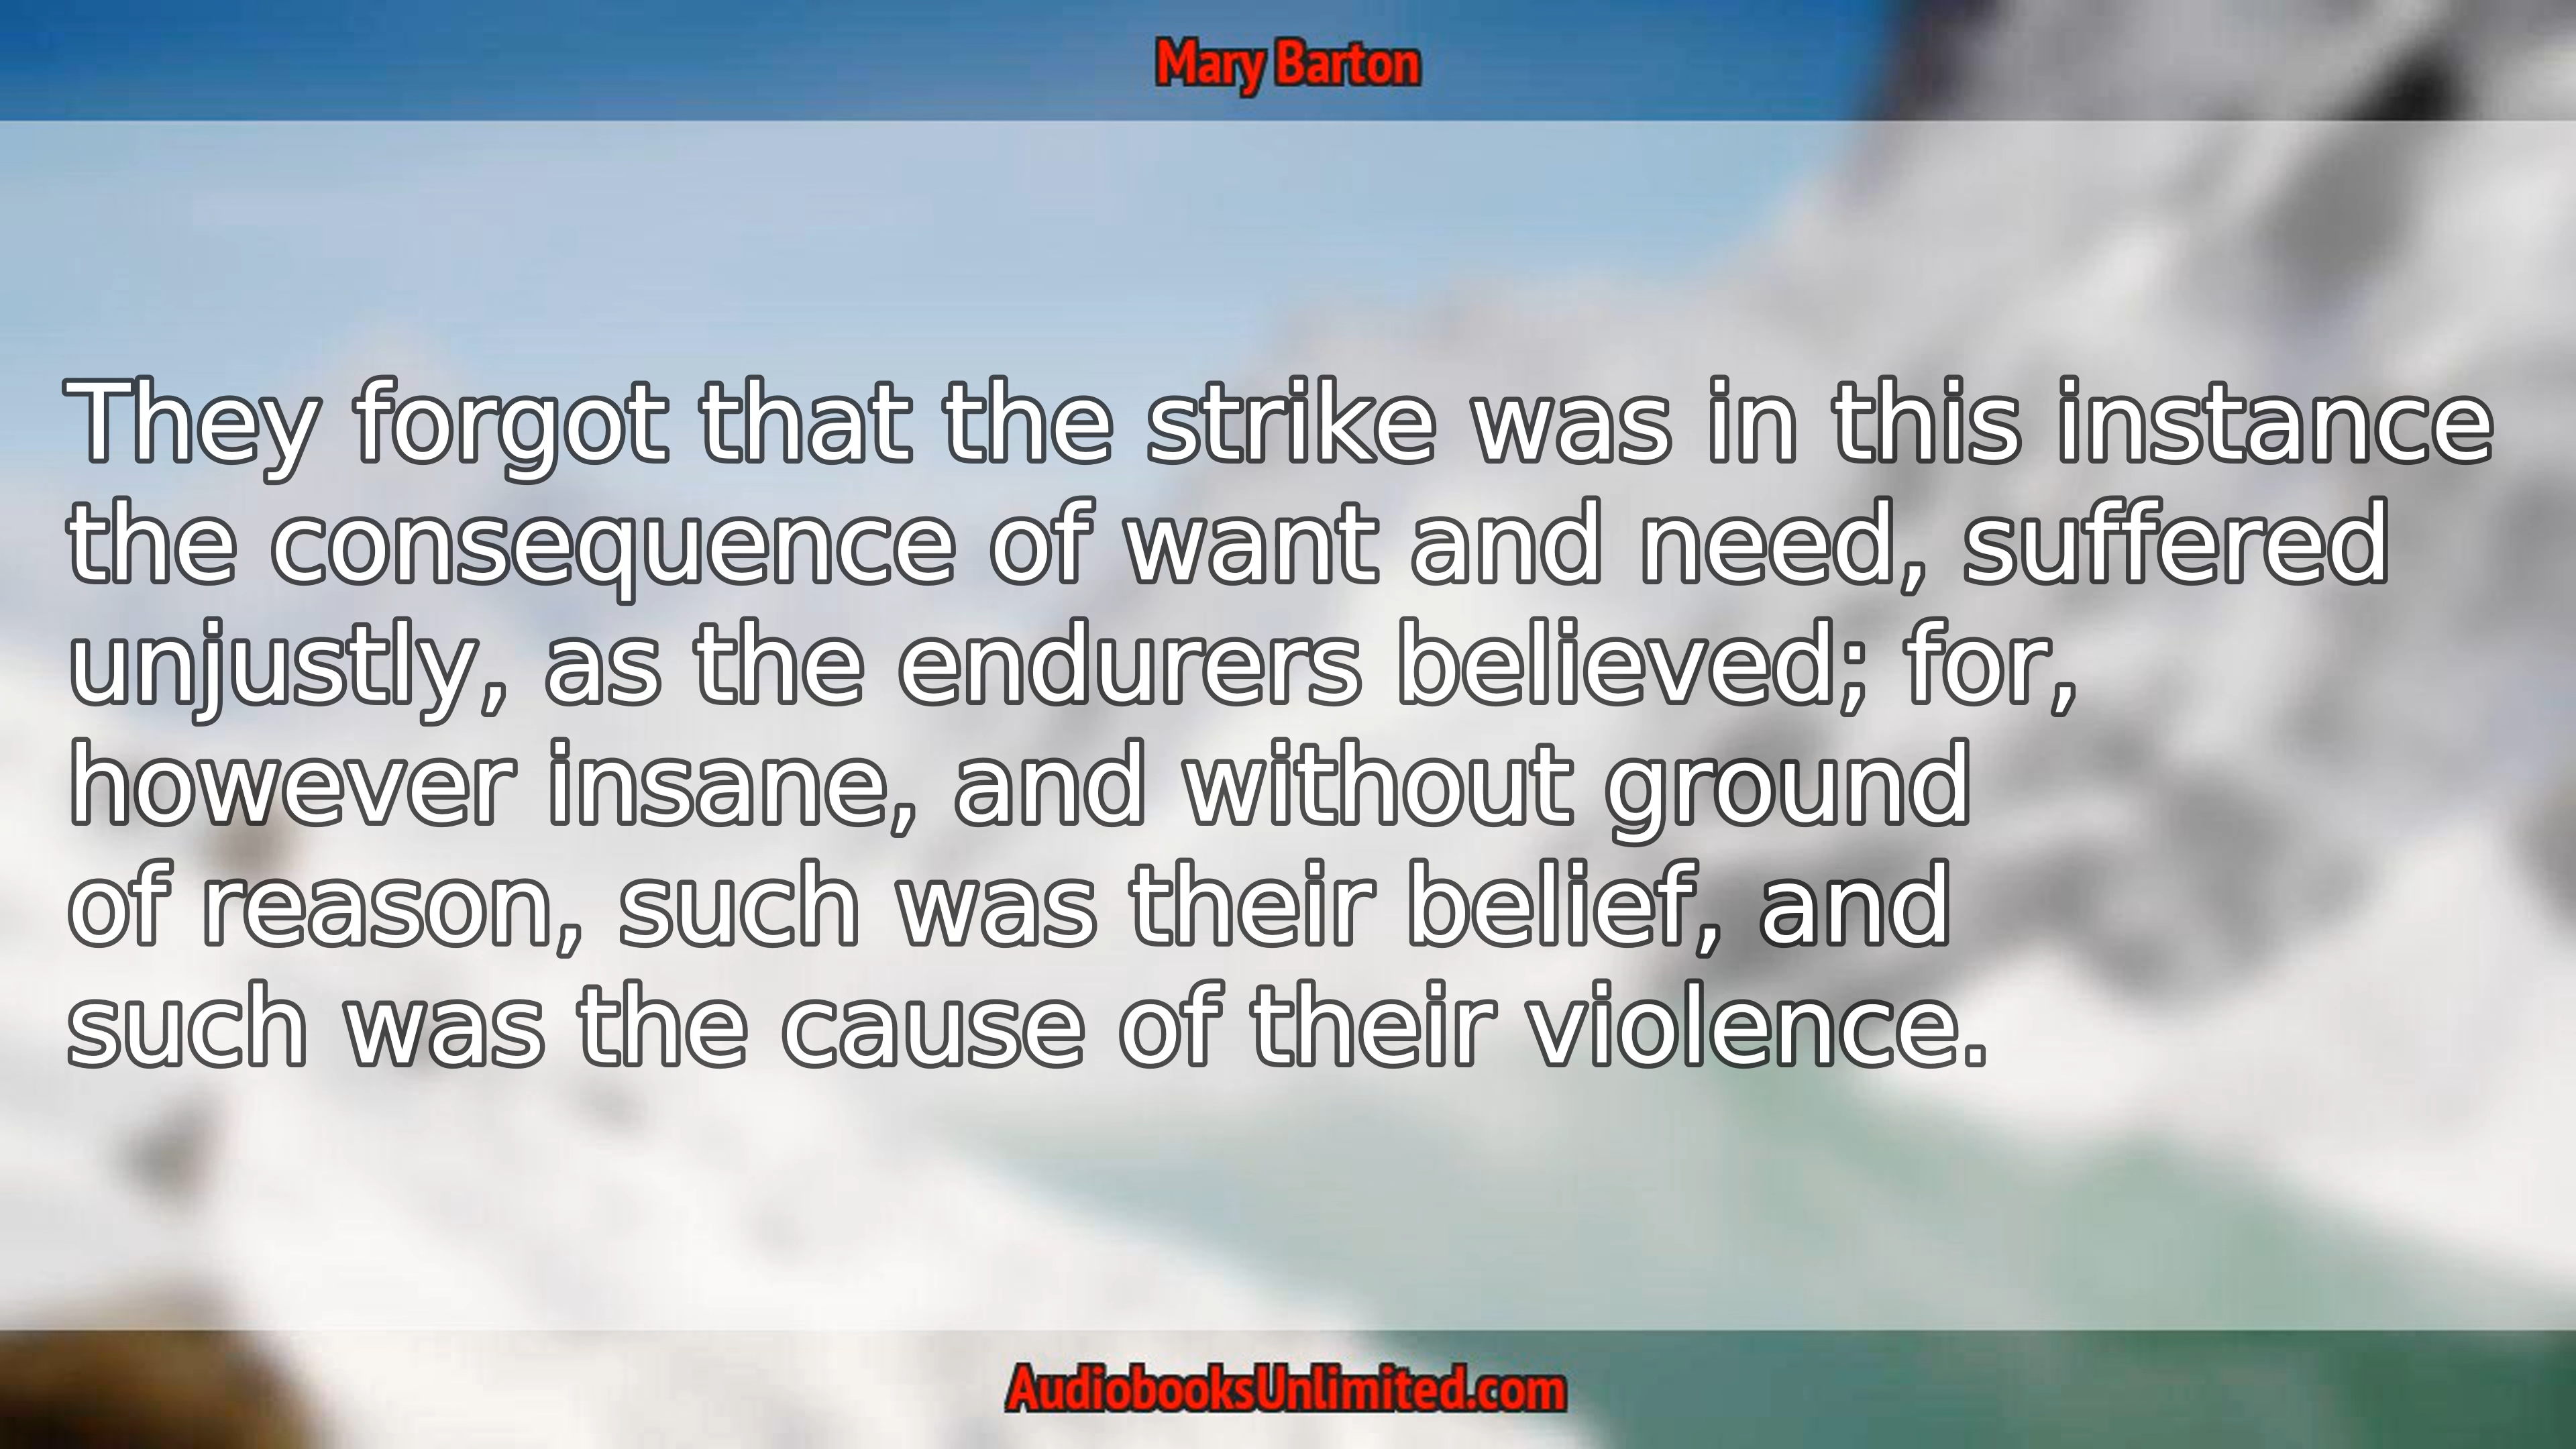 Mary Barton
They forgot that the strike was in this instance
the consequence of want and need, suffered
unjustly, as the endurers believed; for,
however insane, and without ground
of reason, such was their belief, and
such was the cause of their violence.
AudiobooksUnlimited.com